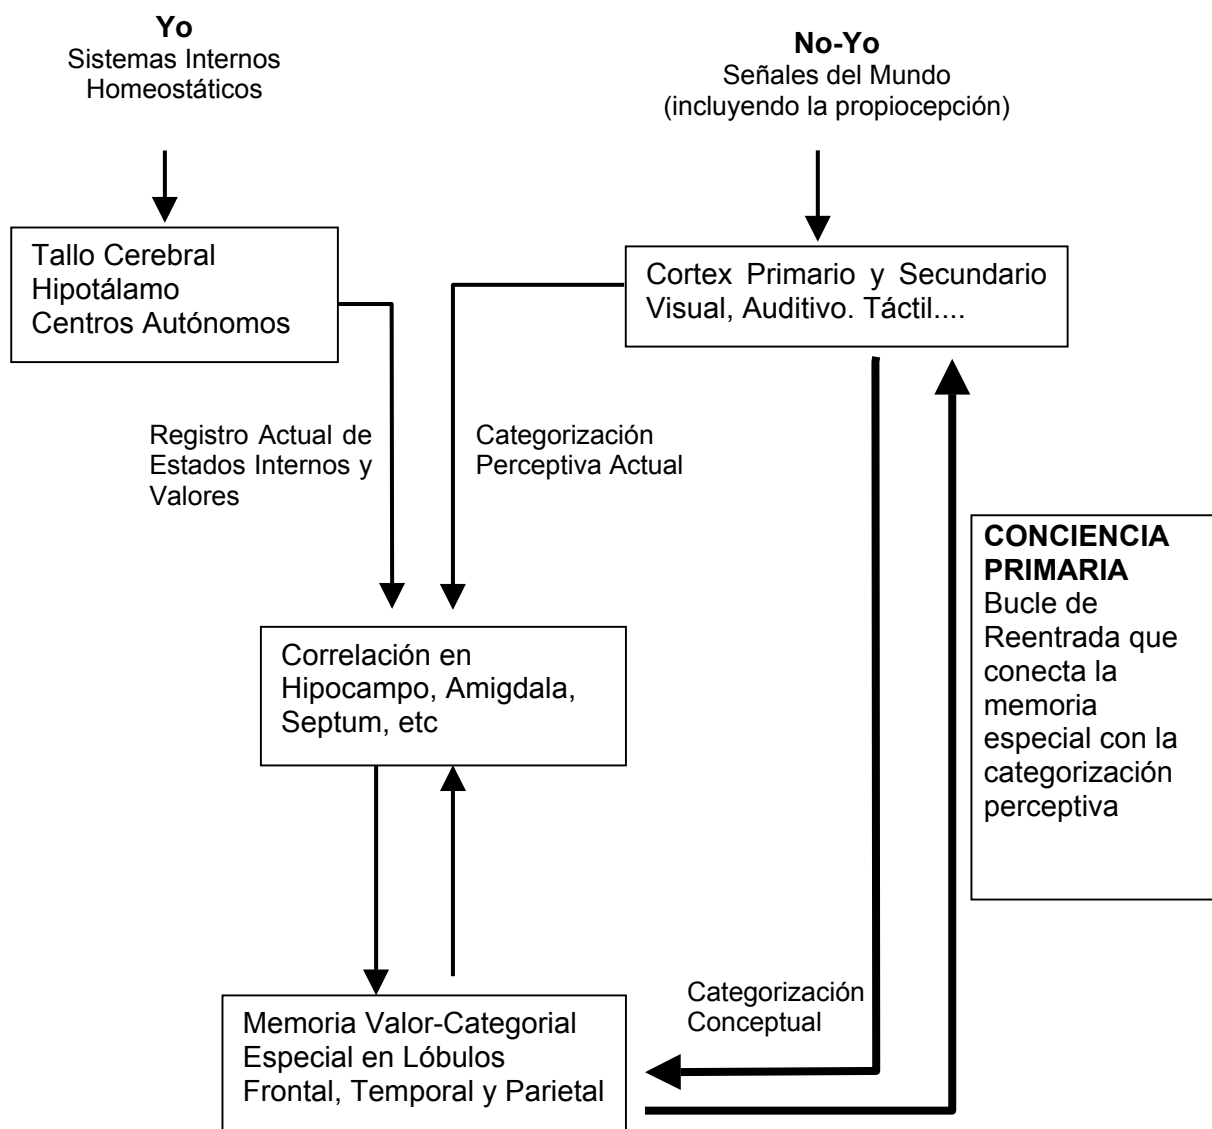 Yo
Sistemas Internos
Homeostáticos
No-Yo
Señales del Mundo
(incluyendo la propiocepción)
Tallo Cerebral
Hipotálamo
Centros Autónomos
Cortex Primario y Secundario
Visual, Auditivo. Táctil....
Registro Actual de
Estados Internos y
Valores
Categorización
Perceptiva Actual
CONCIENCIA
PRIMARIA
Bucle de
Reentrada que
conecta la
memoria
especial con la
categorización
perceptiva
Correlación en
Hipocampo, Amigdala,
Septum, etc
Categorización
Conceptual
Memoria Valor-Categorial
Especial en Lóbulos
Frontal, Temporal y Parietal